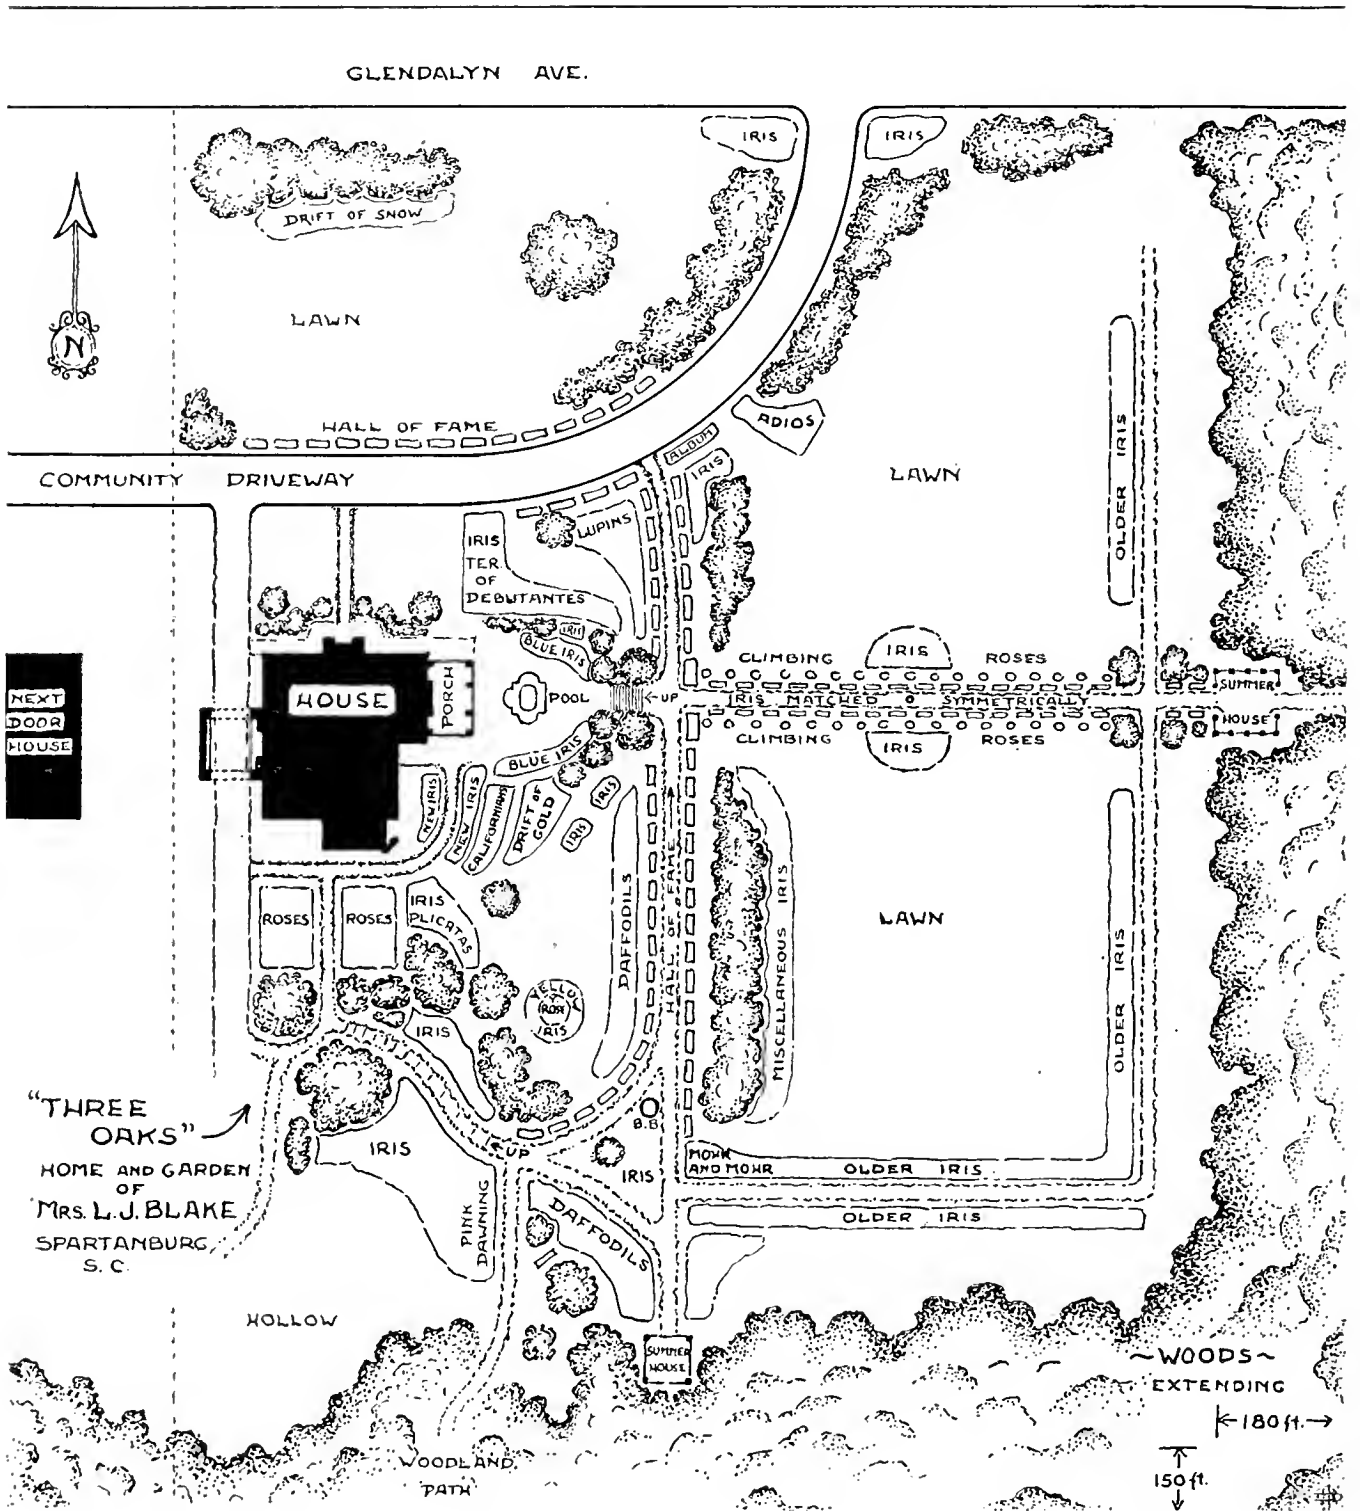 GLENDALYN AVE.
IRIS
IRIS
DRIFT OF SNOW
LAWN
N
HALL OF FAME
ADIOS
ALBUM
IRIS
COMMUNITY DRIVEWAY
LAWN
OLDER IRIS
LUPINS
IRIS
TER.
OF
DEBUTANTES
IRIS
BLUE IRIS
CLIMBING ROSES
IRIS
HOUSE
PORCH
POOL
←UP
IRIS MATCHED SYMMETRICALLY
SUMMER
HOUSE
NEXT
DOOR
HOUSE
CLIMBING ROSES
IRIS
BLUE IRIS
NEW IRIS
NEW IRIS
CALIFORNIANS
DRIFT OF
GOLD
IRIS
IRIS
DAFFODILS
HALL OF FAME
MISCELLANEOUS IRIS
LAWN
OLDER IRIS
ROSES
ROSES
IRIS
PLICATAS
YELLOW
ROSE
IRIS
IRIS
B.B.
"THREE
OAKS"
HOME AND GARDEN
OF
MRS. L.J. BLAKE
SPARTANBURG,
S. C.
IRIS
←UP
IRIS
MOHR
AND MOHR
OLDER IRIS
OLDER IRIS
PINK
DAWNING
DAFFODILS
HOLLOW
SUMMER
HOUSE
~WOODS~
EXTENDING
←180 ft.→
150 ft.
WOODLAND
PATH